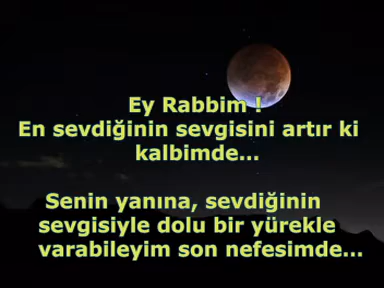 Ey Rabbim !
En sevdiğinin sevgisini artır ki
kalbimde...
Senin yanına, sevdiğinin
sevgisiyle dolu bir yürekle
varabileyim son nefesimde...